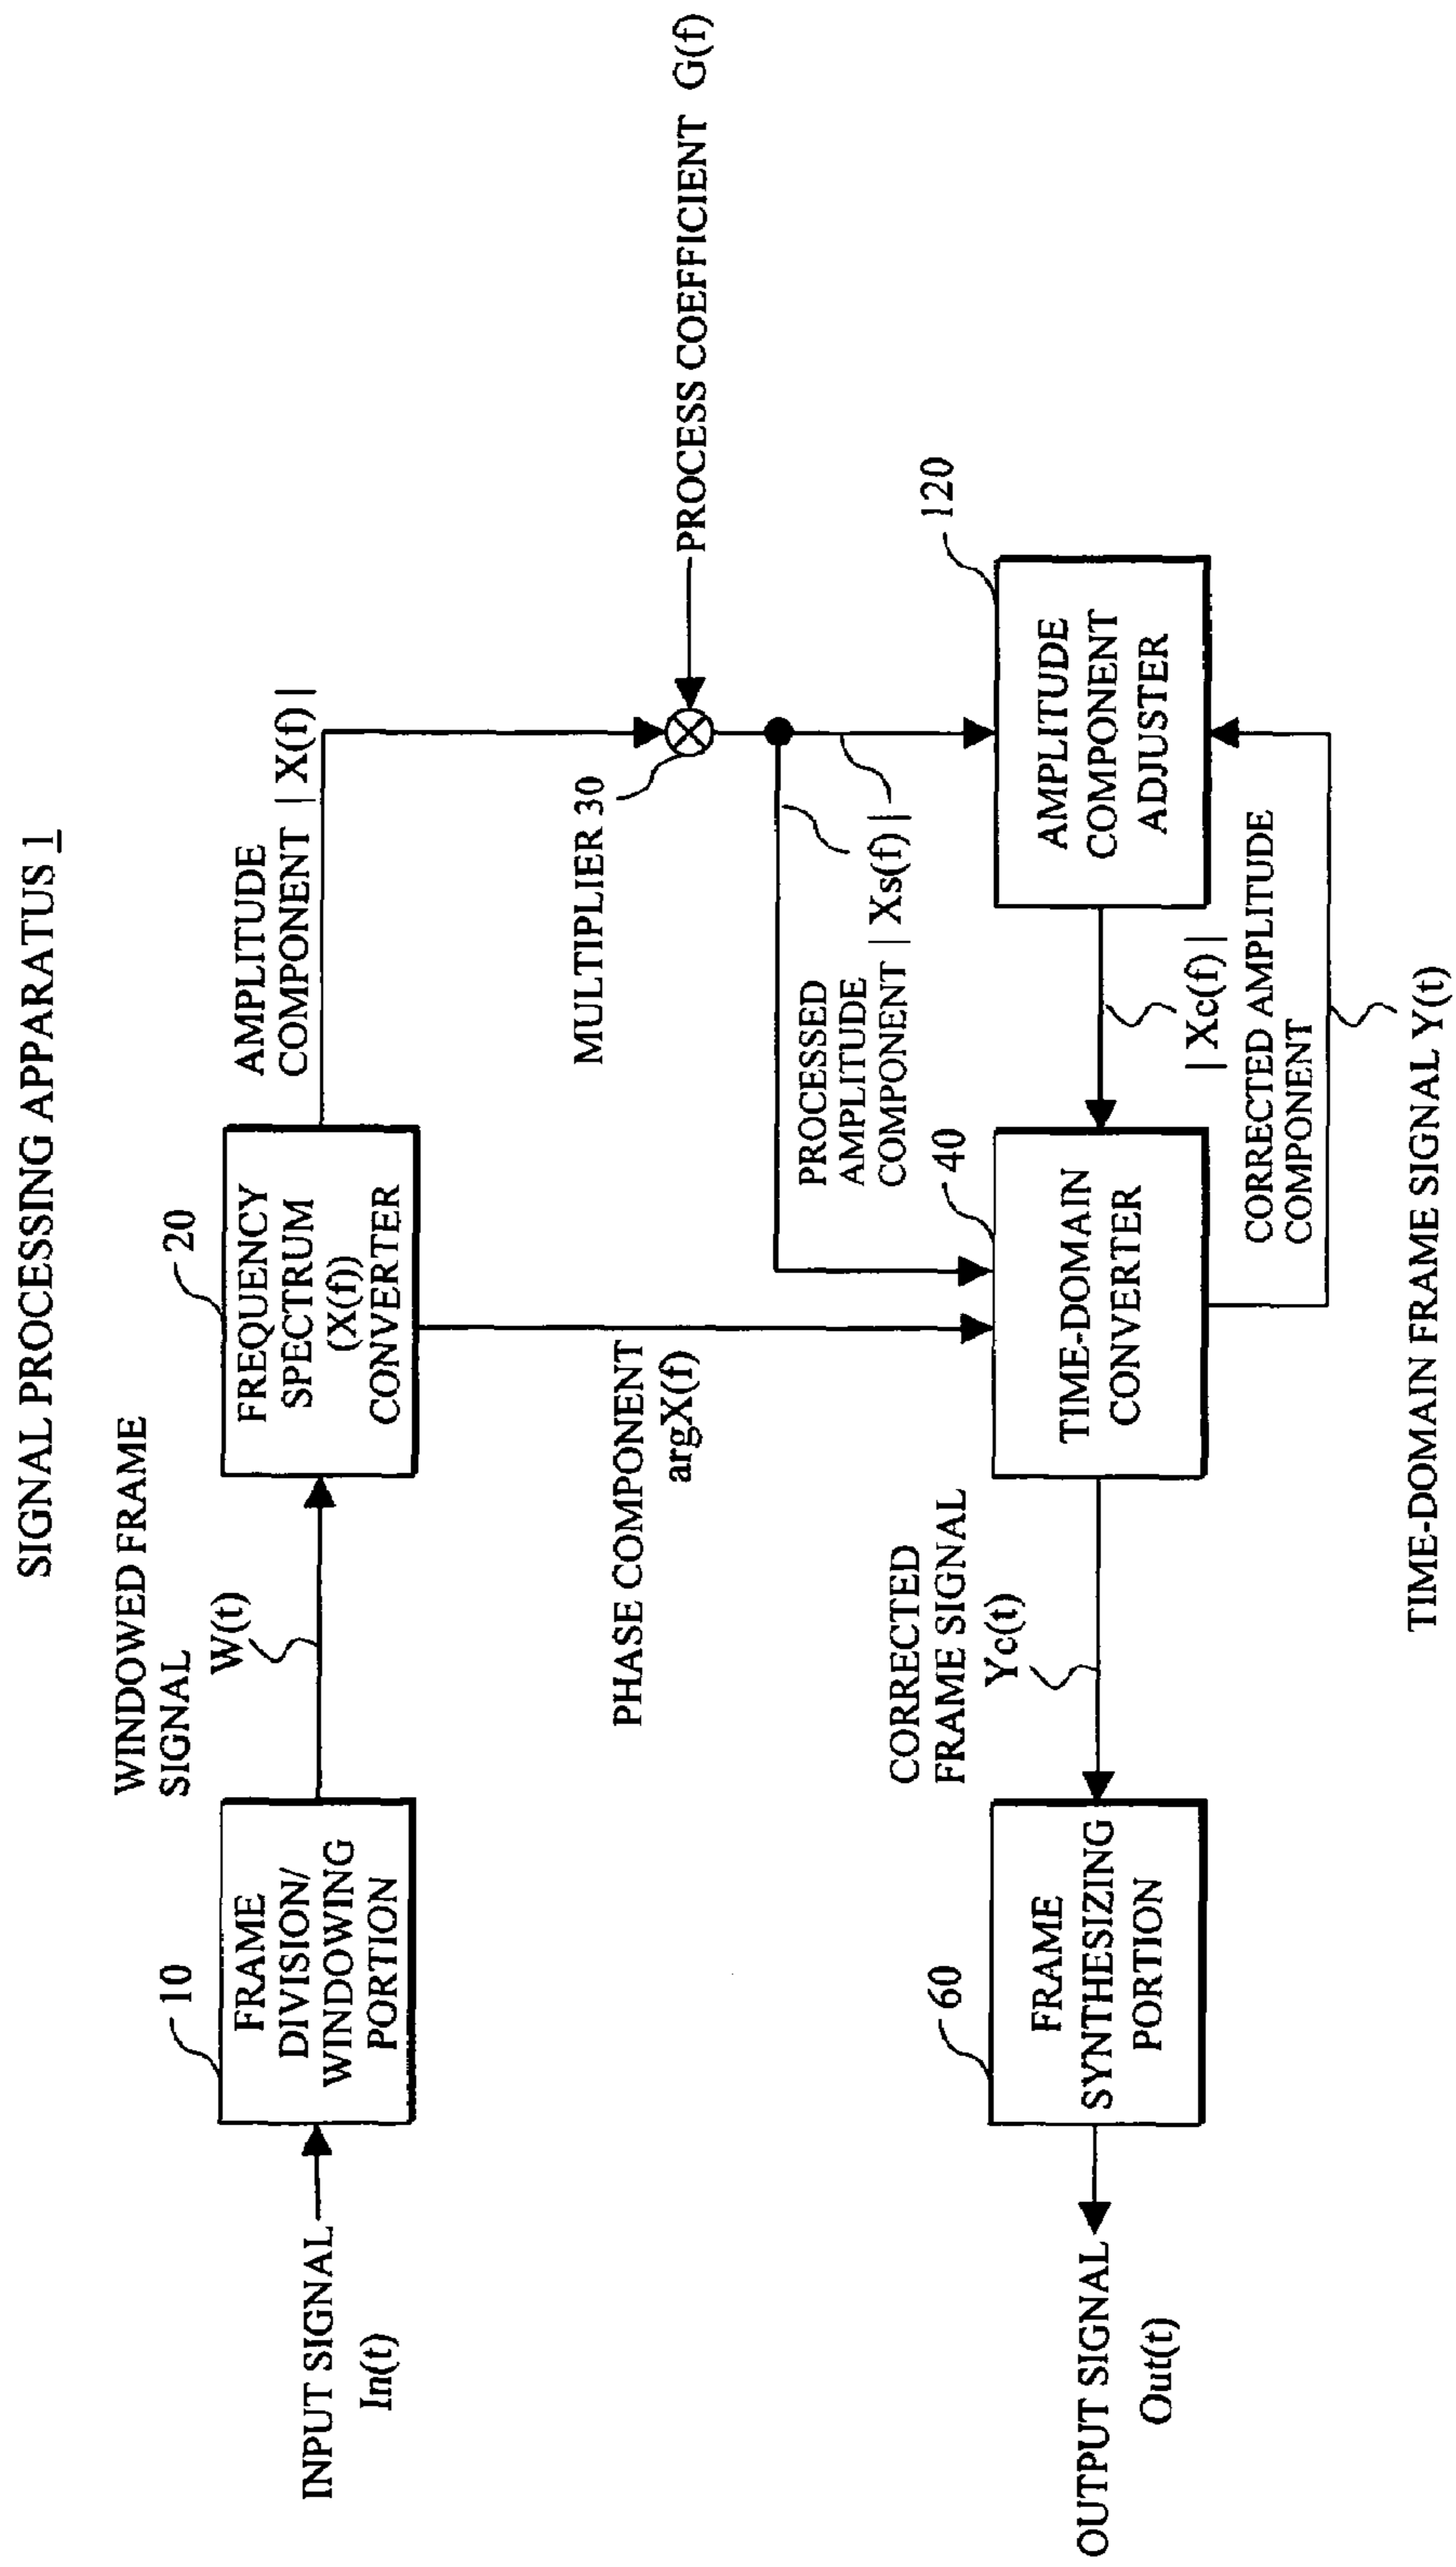 SIGNAL PROCESSING APPARATUS 1
INPUT SIGNAL
In(t)
10
FRAME
DIVISION/
WINDOWING
PORTION
WINDOWED FRAME
SIGNAL
W(t)
20
FREQUENCY
SPECTRUM
(X(f))
CONVERTER
AMPLITUDE
COMPONENT | X(f) |
MULTIPLIER 30
PROCESS COEFFICIENT G(f)
PHASE COMPONENT
argX(f)
PROCESSED
AMPLITUDE
COMPONENT | Xs(f) |
OUTPUT SIGNAL
Out(t)
60
FRAME
SYNTHESIZING
PORTION
CORRECTED
FRAME SIGNAL
Yc(t)
40
TIME-DOMAIN
CONVERTER
| Xc(f) |
CORRECTED AMPLITUDE
COMPONENT
120
AMPLITUDE
COMPONENT
ADJUSTER
TIME-DOMAIN FRAME SIGNAL Y(t)